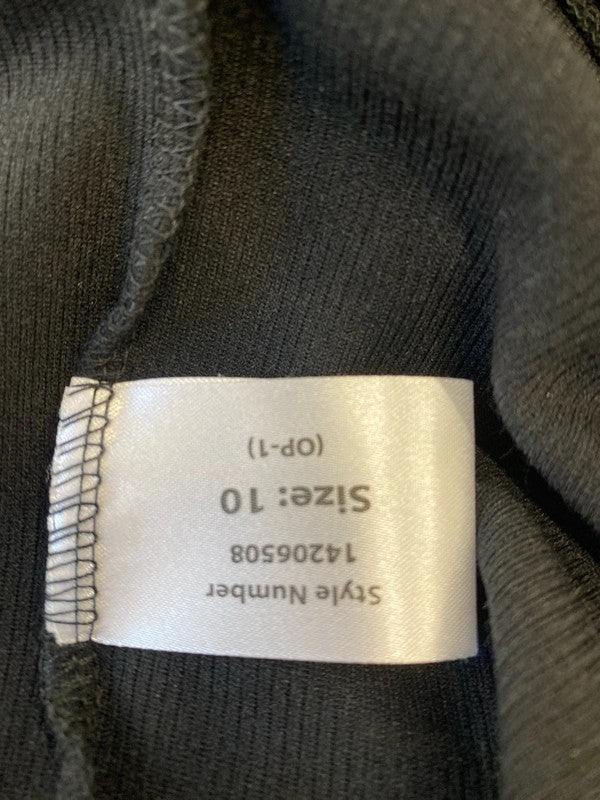 Style Number
14206508
Size: 10
(OP-1)